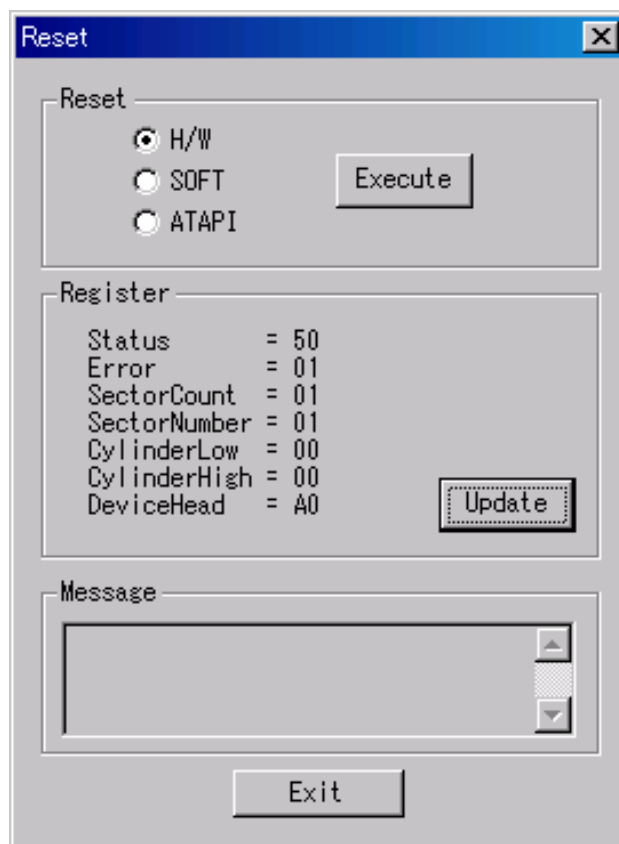 Reset
Reset
H/W
SOFT
Execute
ATAPI
Register
Status = 50
Error = 01
SectorCount = 01
SectorNumber = 01
CylinderLow = 00
CylinderHigh = 00
DeviceHead = A0
Update
Message
Exit